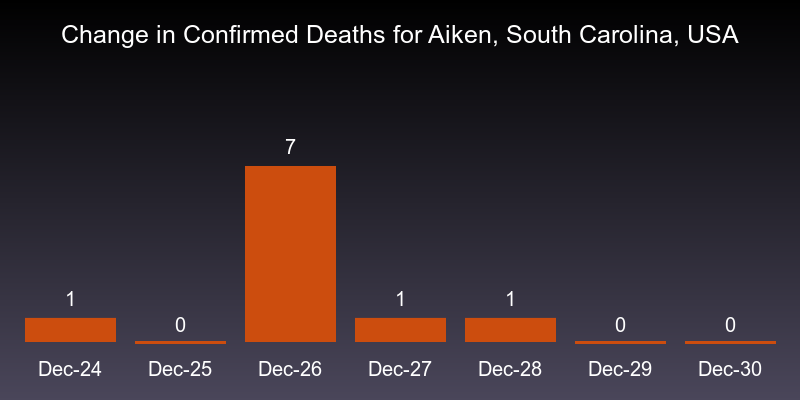 Change in Confirmed Deaths for Aiken, South Carolina, USA
7
1
1
1
0
0
0
Dec-24
Dec-25
Dec-26
Dec-27
Dec-28
Dec-29
Dec-30